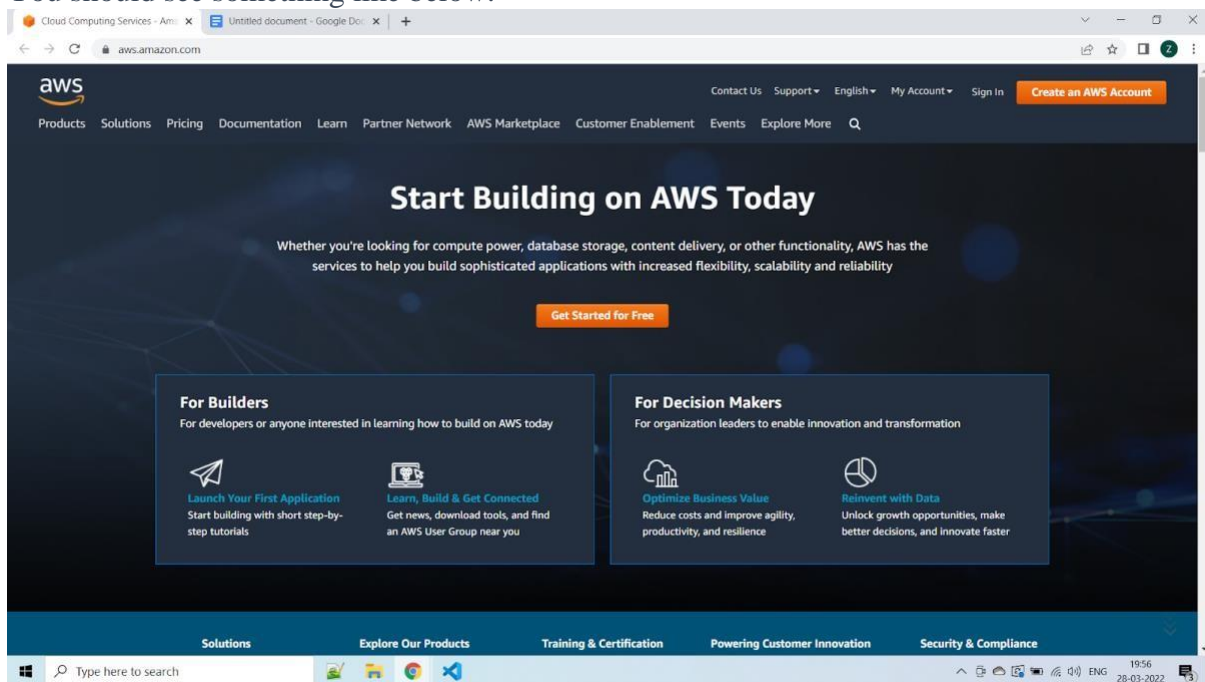 You should see something like below.
Cloud Computing Services - Am
Untitled document - Google Doc
aws.amazon.com
Z
aws
Contact Us Support English My Account Sign In Create an AWS Account
Products Solutions Pricing Documentation Learn Partner Network AWS Marketplace Customer Enablement Events Explore More
Start Building on AWS Today
Whether you're looking for compute power, database storage, content delivery, or other functionality, AWS has the
services to help you build sophisticated applications with increased flexibility, scalability and reliability
Get Started for Free
For Builders
For developers or anyone interested in learning how to build on AWS today
Launch Your First Application
Start building with short step-by-
step tutorials
Learn, Build & Get Connected
Get news, download tools, and find
an AWS User Group near you
For Decision Makers
For organization leaders to enable innovation and transformation
Optimize Business Value
Reduce costs and improve agility,
productivity, and resilience
Reinvent with Data
Unlock growth opportunities, make
better decisions, and innovate faster
Solutions Explore Our Products Training & Certification Powering Customer Innovation Security & Compliance
Type here to search
ENG
19:56
28-03-2022
3